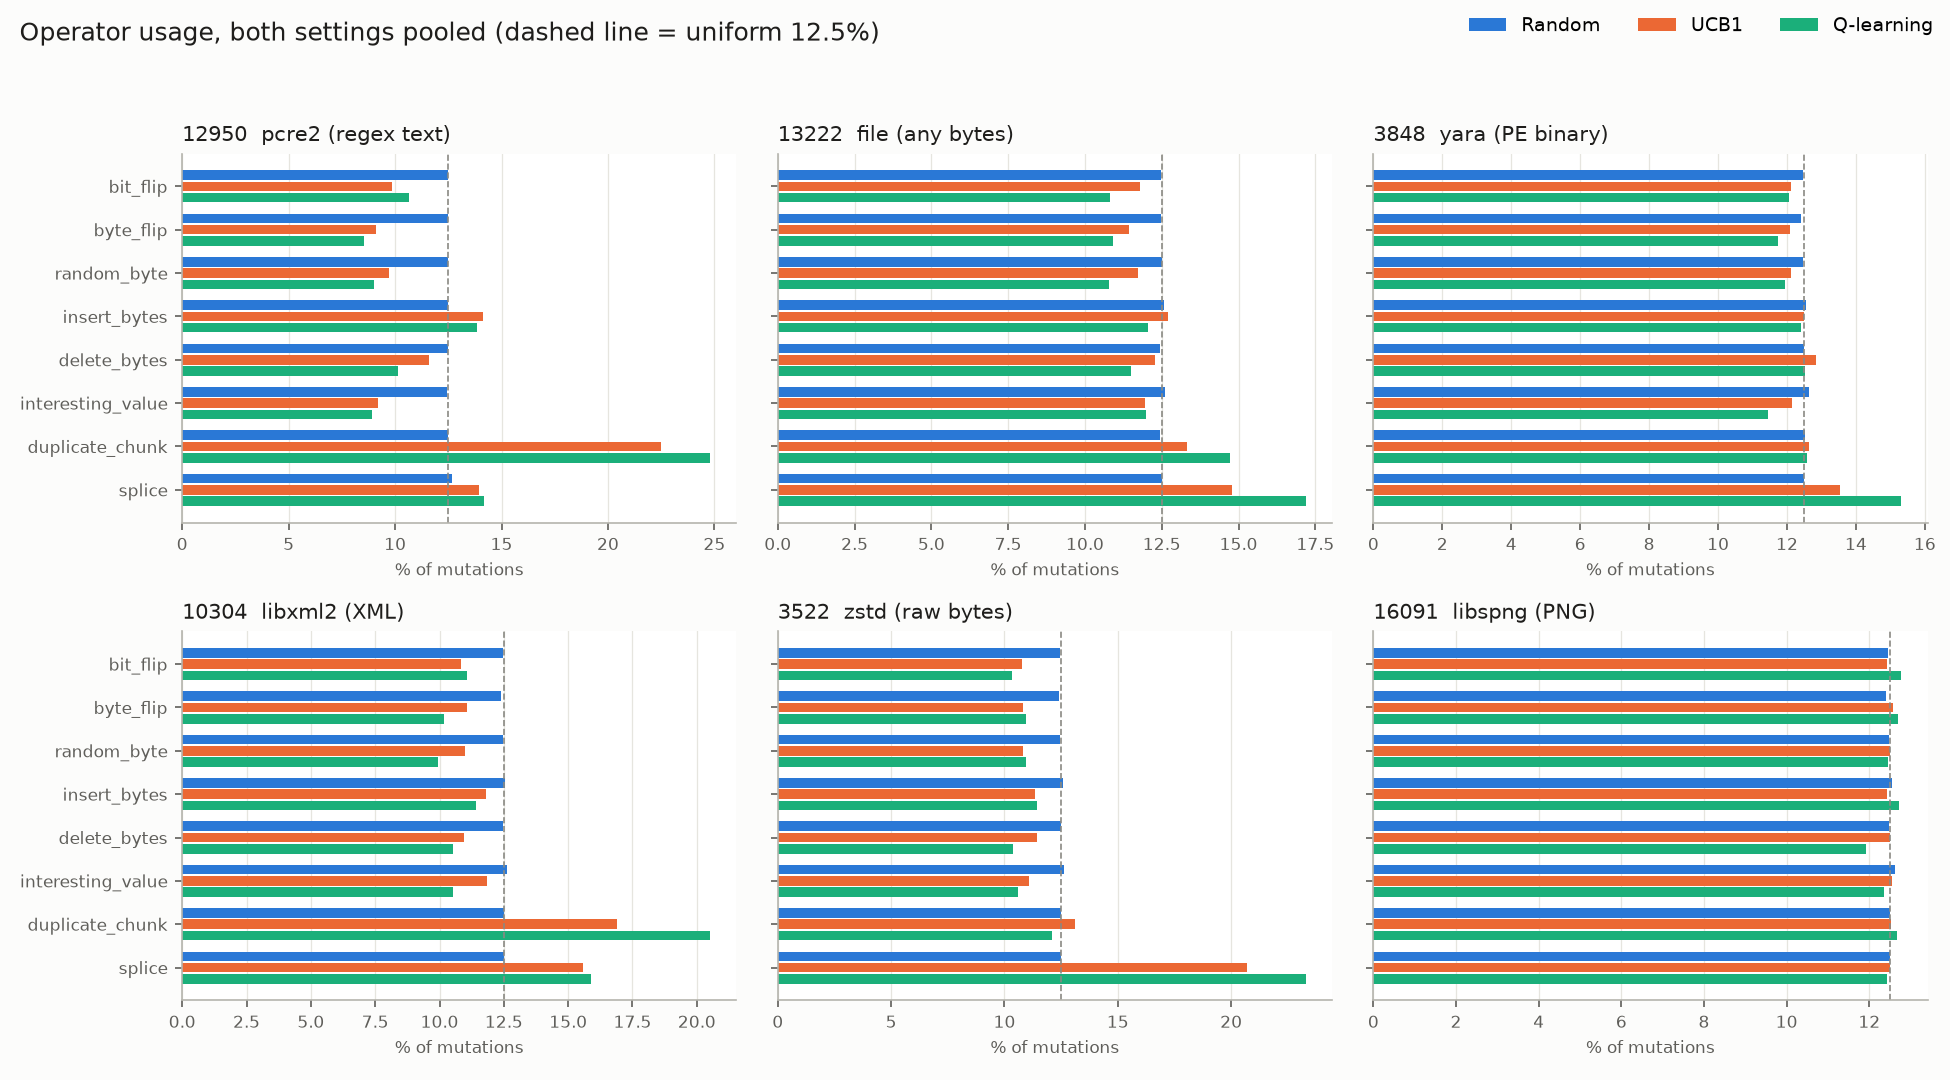 Operator usage, both settings pooled (dashed line = uniform 12.5%)
Random UCB1 Q-learning
12950 pcre2 (regex text)
bit_flip
byte_flip
random_byte
insert_bytes
delete_bytes
interesting_value
duplicate_chunk
splice
0 5 10 15 20 25
% of mutations
13222 file (any bytes)
0.0 2.5 5.0 7.5 10.0 12.5 15.0 17.5
% of mutations
3848 yara (PE binary)
0 2 4 6 8 10 12 14 16
% of mutations
10304 libxml2 (XML)
bit_flip
byte_flip
random_byte
insert_bytes
delete_bytes
interesting_value
duplicate_chunk
splice
0.0 2.5 5.0 7.5 10.0 12.5 15.0 17.5 20.0
% of mutations
3522 zstd (raw bytes)
0 5 10 15 20
% of mutations
16091 libspng (PNG)
0 2 4 6 8 10 12
% of mutations